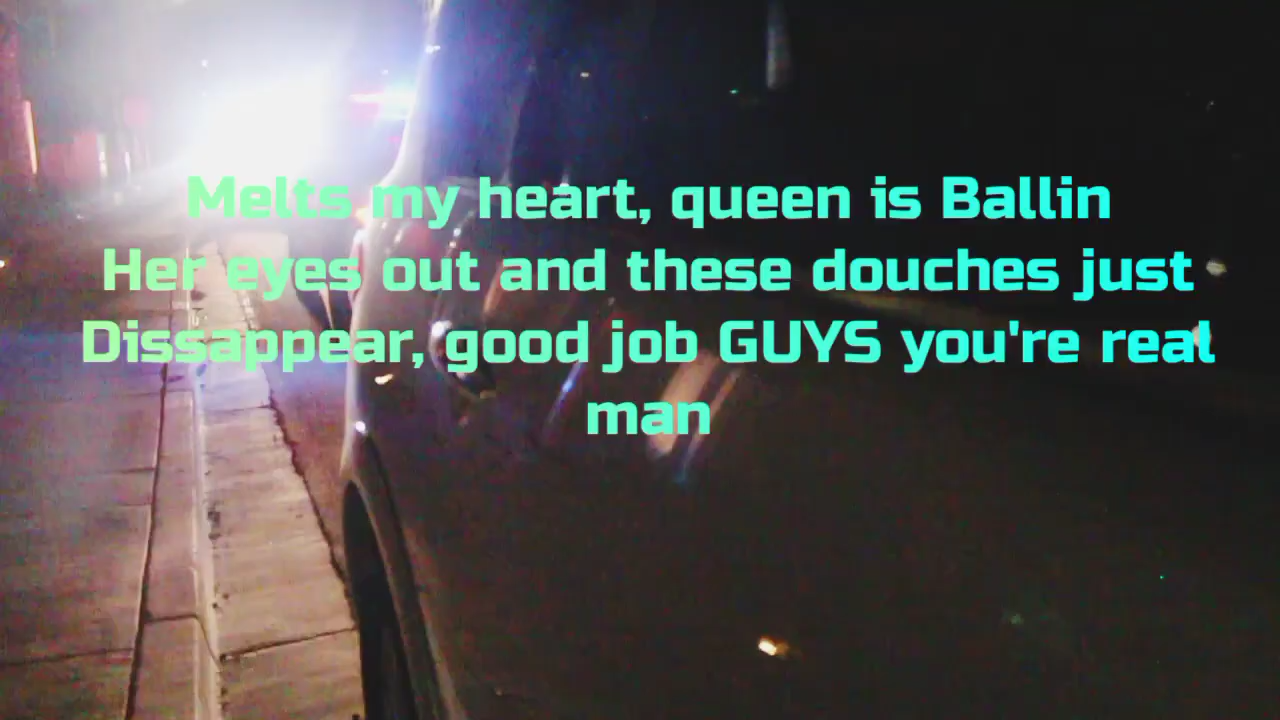 Melts my heart, queen is Ballin
Her eyes out and these douches just
Dissappear, good job GUYS you're real
man